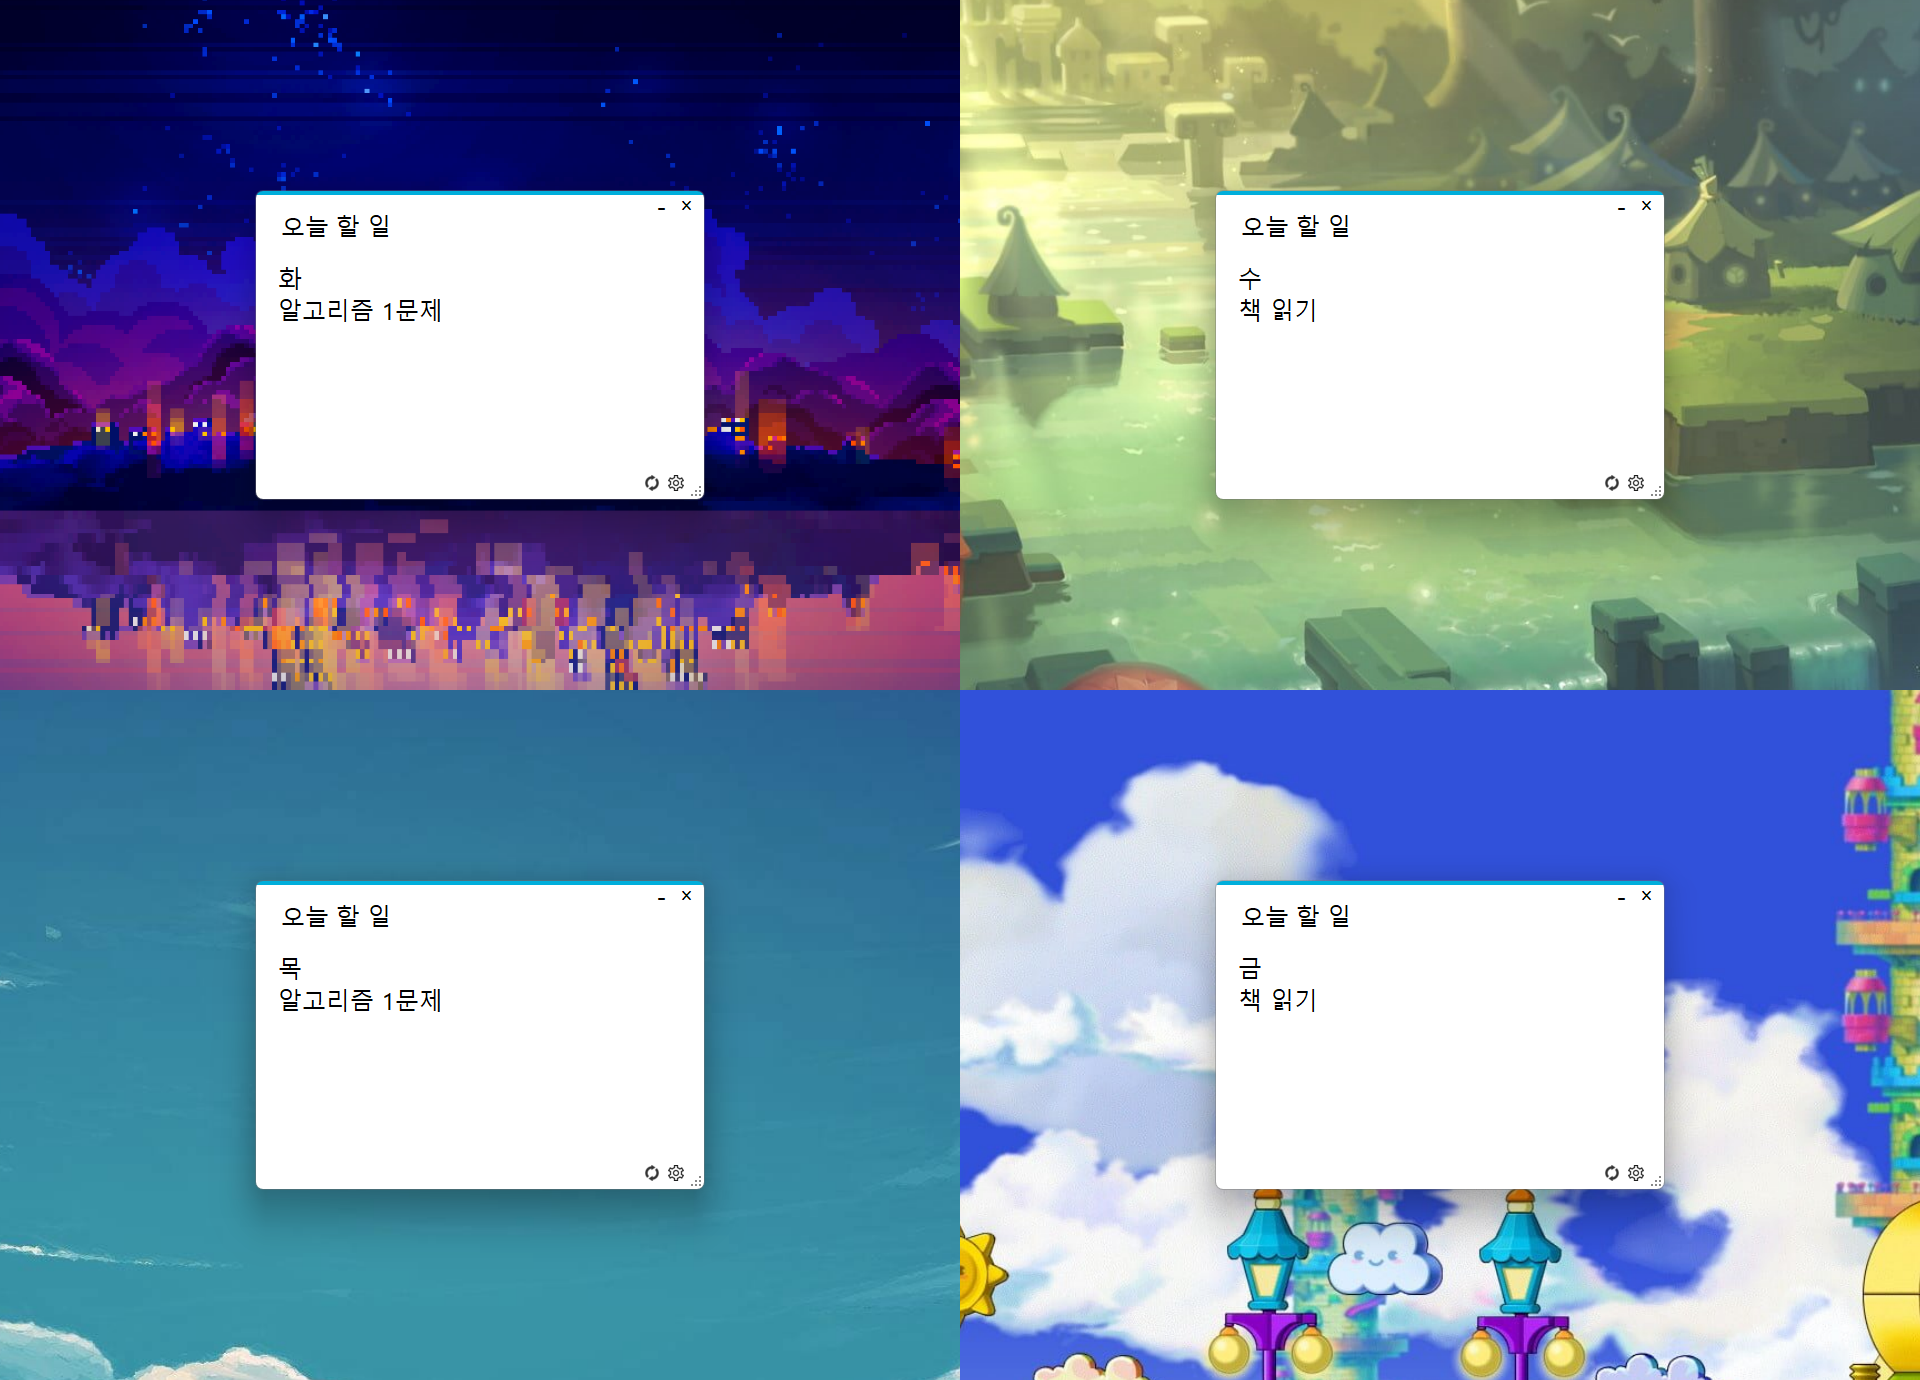 오늘 할 일
화
알고리즘 1문제
오늘 할 일
수
책 읽기
오늘 할 일
목
알고리즘 1문제
오늘 할 일
금
책 읽기